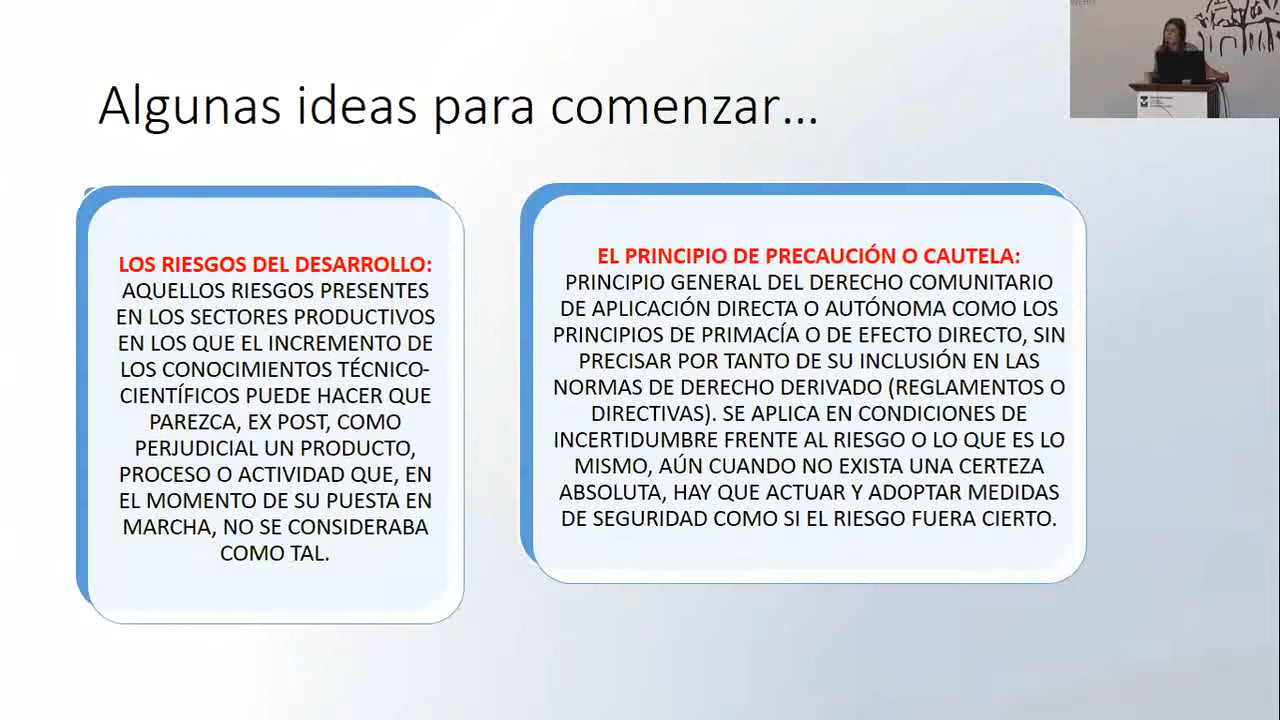 Algunas ideas para comenzar...
LOS RIESGOS DEL DESARROLLO:
AQUELLOS RIESGOS PRESENTES
EN LOS SECTORES PRODUCTIVOS
EN LOS QUE EL INCREMENTO DE
LOS CONOCIMIENTOS TÉCNICO-
CIENTÍFICOS PUEDE HACER QUE
PAREZCA, EX POST, COMO
PERJUDICIAL UN PRODUCTO,
PROCESO O ACTIVIDAD QUE, EN
EL MOMENTO DE SU PUESTA EN
MARCHA, NO SE CONSIDERABA
COMO TAL.
EL PRINCIPIO DE PRECAUCIÓN O CAUTELA:
PRINCIPIO GENERAL DEL DERECHO COMUNITARIO
DE APLICACIÓN DIRECTA O AUTÓNOMA COMO LOS
PRINCIPIOS DE PRIMACÍA O DE EFECTO DIRECTO, SIN
PRECISAR POR TANTO DE SU INCLUSIÓN EN LAS
NORMAS DE DERECHO DERIVADO (REGLAMENTOS O
DIRECTIVAS). SE APLICA EN CONDICIONES DE
INCERTIDUMBRE FRENTE AL RIESGO O LO QUE ES LO
MISMO, AÚN CUANDO NO EXISTA UNA CERTEZA
ABSOLUTA, HAY QUE ACTUAR Y ADOPTAR MEDIDAS
DE SEGURIDAD COMO SI EL RIESGO FUERA CIERTO.